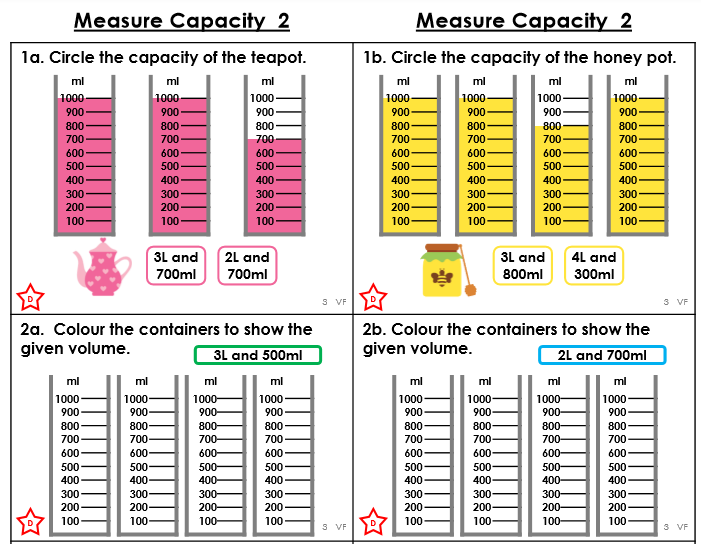 Measure Capacity 2
1a. Circle the capacity of the teapot.
ml ml ml
1000 1000 1000
900 900 900
800 800 800
700 700 700
600 600 600
500 500 500
400 400 400
300 300 300
200 200 200
100 100 100
3L and 2L and
700ml 700ml
D
3 VF
Measure Capacity 2
1b. Circle the capacity of the honey pot.
ml ml ml ml
1000 1000 1000 1000
900 900 900 900
800 800 800 800
700 700 700 700
600 600 600 600
500 500 500 500
400 400 400 400
300 300 300 300
200 200 200 200
100 100 100 100
3L and 4L and
800ml 300ml
D
3 VF
2a. Colour the containers to show the
given volume.
3L and 500ml
ml ml ml ml
1000 1000 1000 1000
900 900 900 900
800 800 800 800
700 700 700 700
600 600 600 600
500 500 500 500
400 400 400 400
300 300 300 300
200 200 200 200
100 100 100 100
D
3 VF
2b. Colour the containers to show the
given volume.
2L and 700ml
ml ml ml ml
1000 1000 1000 1000
900 900 900 900
800 800 800 800
700 700 700 700
600 600 600 600
500 500 500 500
400 400 400 400
300 300 300 300
200 200 200 200
100 100 100 100
D
3 VF